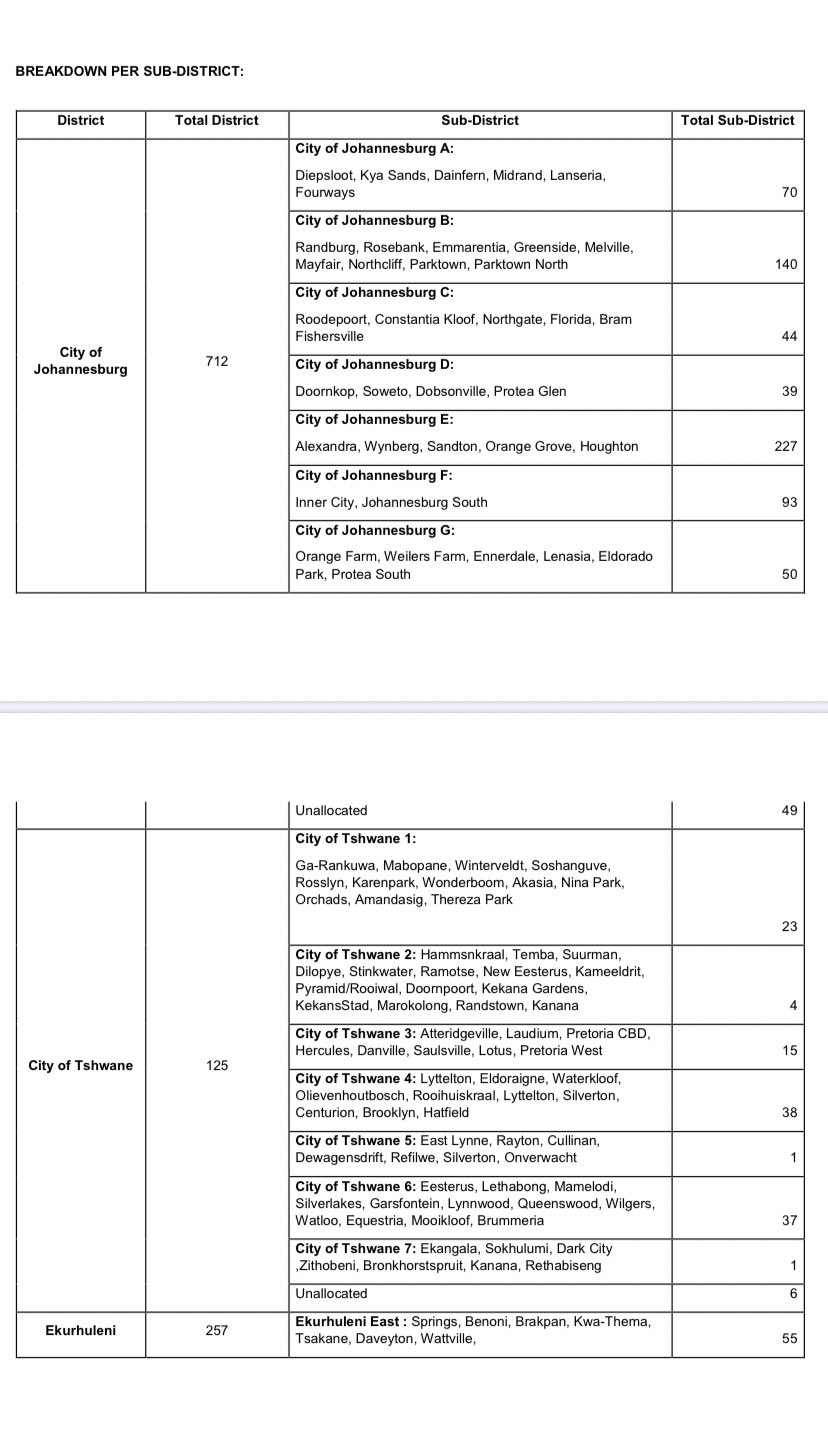 BREAKDOWN PER SUB-DISTRICT:
District Total District Sub-District Total Sub-District
City of Johannesburg A:
Diepsloot, Kya Sands, Dainfern, Midrand, Lanseria,
Fourways 70
City of Johannesburg B:
Randburg, Rosebank, Emmarentia, Greenside, Melville,
Mayfair, Northcliff, Parktown, Parktown North 140
City of Johannesburg C:
Roodepoort, Constantia Kloof, Northgate, Florida, Bram
Fishersville 44
City of
Johannesburg
712
City of Johannesburg D:
Doornkop, Soweto, Dobsonville, Protea Glen 39
City of Johannesburg E:
Alexandra, Wynberg, Sandton, Orange Grove, Houghton 227
City of Johannesburg F:
Inner City, Johannesburg South 93
City of Johannesburg G:
Orange Farm, Weilers Farm, Ennerdale, Lenasia, Eldorado
Park, Protea South 50
Unallocated 49
City of Tshwane 1:
Ga-Rankuwa, Mabopane, Winterveldt, Soshanguve,
Rosslyn, Karenpark, Wonderboom, Akasia, Nina Park,
Orchads, Amandasig, Thereza Park
23
City of Tshwane 2: Hammsnkraal, Temba, Suurman,
Dilopye, Stinkwater, Ramotse, New Eesterus, Kameeldrit,
Pyramid/Rooiwal, Doornpoort, Kekana Gardens,
KekansStad, Marokolong, Randstown, Kanana 4
City of Tshwane 3: Atteridgeville, Laudium, Pretoria CBD,
Hercules, Danville, Saulsville, Lotus, Pretoria West 15
City of Tshwane 125
City of Tshwane 4: Lyttelton, Eldoraigne, Waterkloof,
Olievenhoutbosch, Rooihuiskraal, Lyttelton, Silverton,
Centurion, Brooklyn, Hatfield 38
City of Tshwane 5: East Lynne, Rayton, Cullinan,
Dewagensdrift, Refilwe, Silverton, Onverwacht 1
City of Tshwane 6: Eesterus, Lethabong, Mamelodi,
Silverlakes, Garsfontein, Lynnwood, Queenswood, Wilgers,
Watloo, Equestria, Mooikloof, Brummeria 37
City of Tshwane 7: Ekangala, Sokhulumi, Dark City
,Zithobeni, Bronkhorstspruit, Kanana, Rethabiseng 1
Unallocated 6
Ekurhuleni 257
Ekurhuleni East : Springs, Benoni, Brakpan, Kwa-Thema,
Tsakane, Daveyton, Wattville, 55